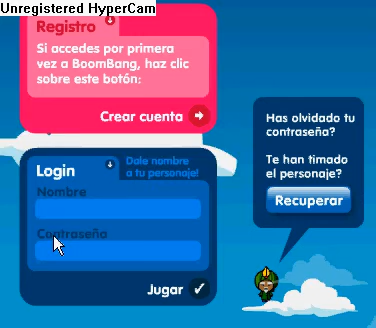 Unregistered HyperCam
Registro
Si accedes por primera
vez a BoomBang, haz clic
sobre este botón:
Crear cuenta
Login
Dale nombre
a tu personaje!
Nombre
Contraseña
Jugar
Has olvidado tu
contraseña?
Te han timado
el personaje?
Recuperar